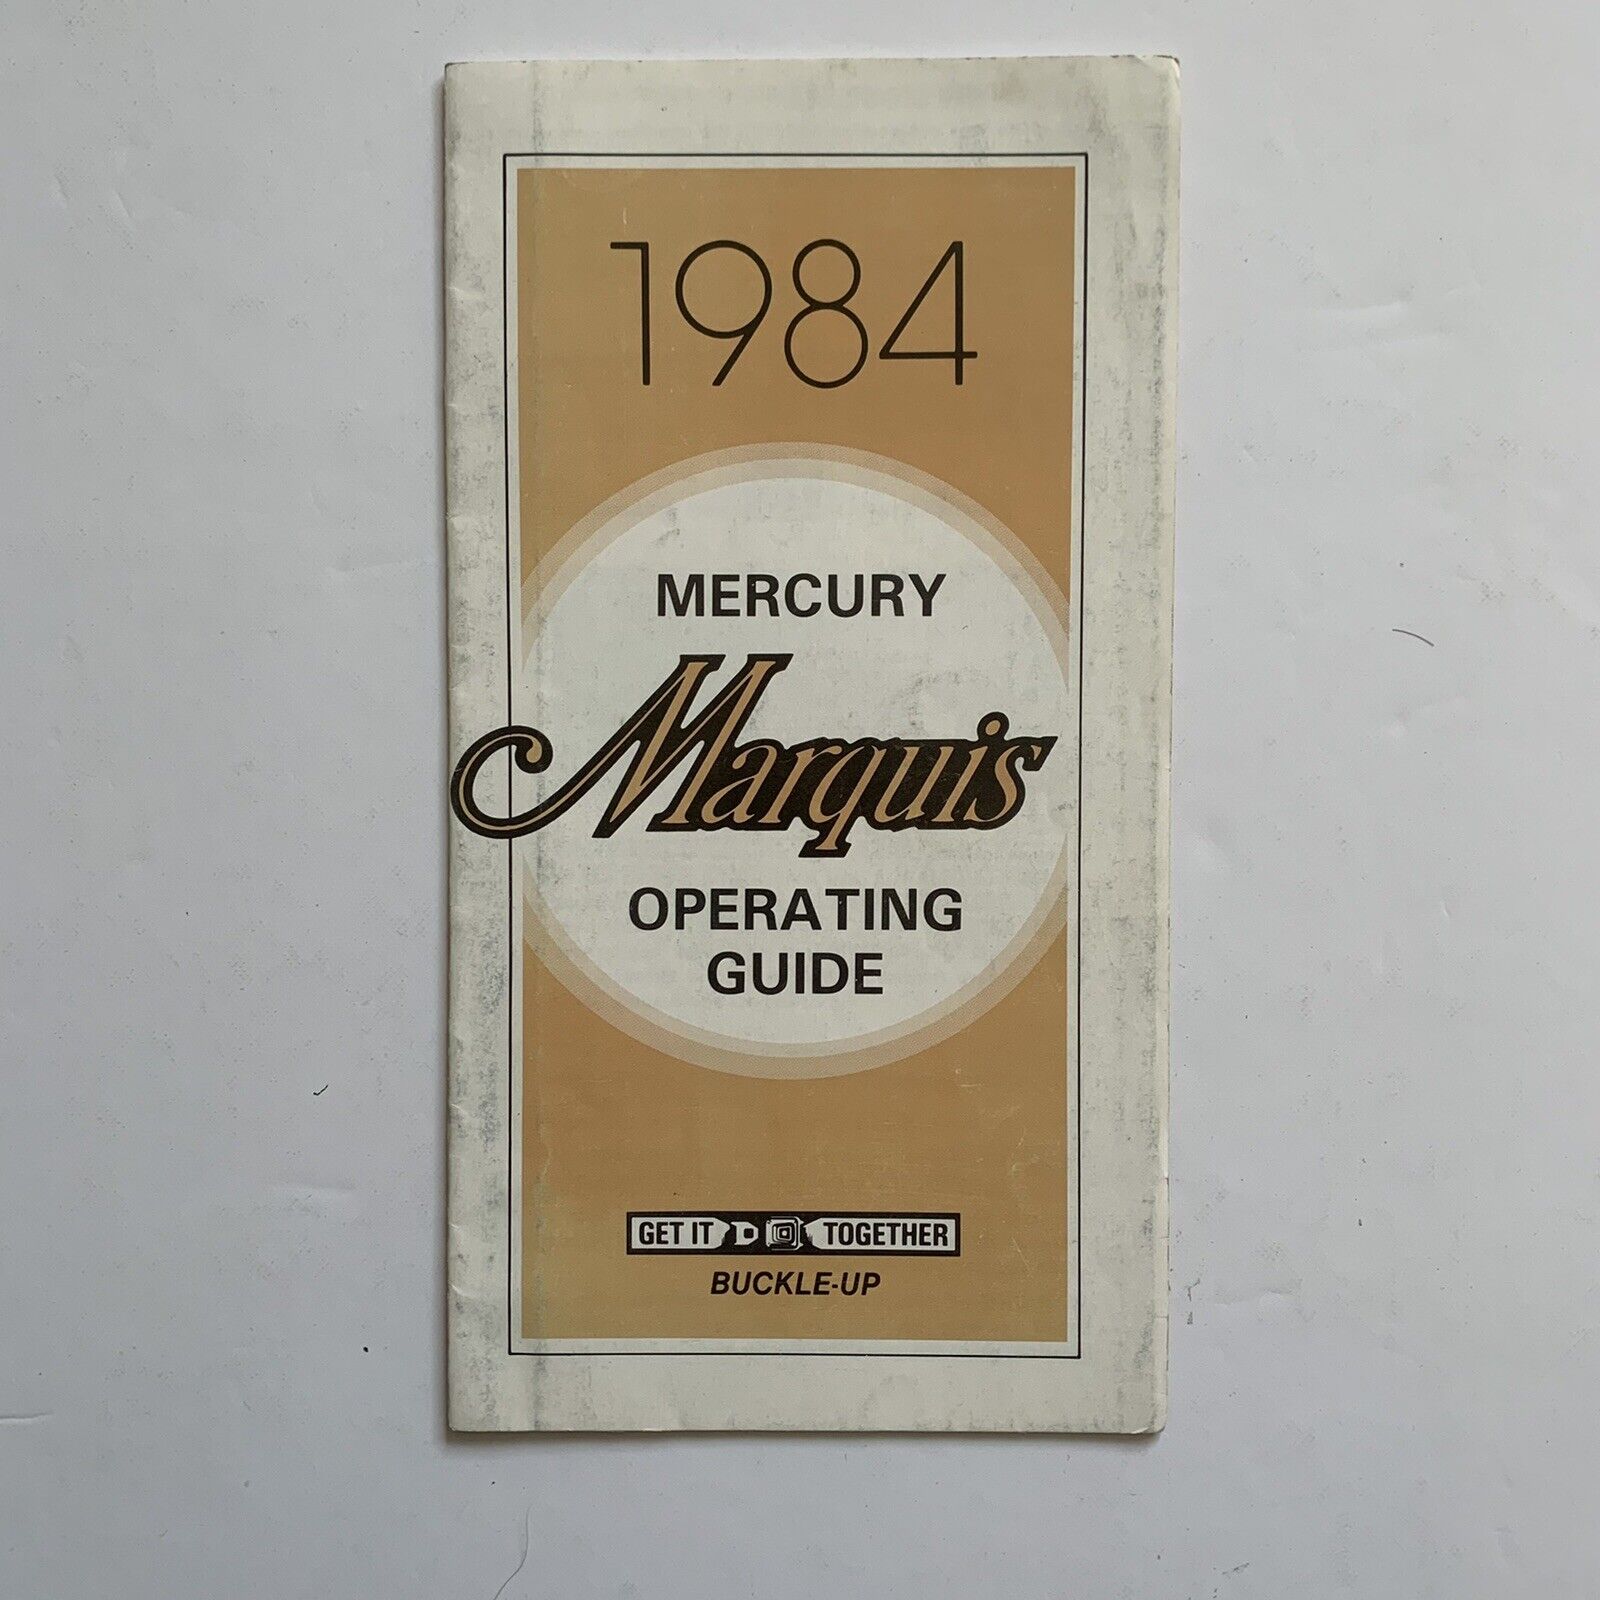 1984
MERCURY
Marquis
OPERATING
GUIDE
GET IT TOGETHER
BUCKLE-UP